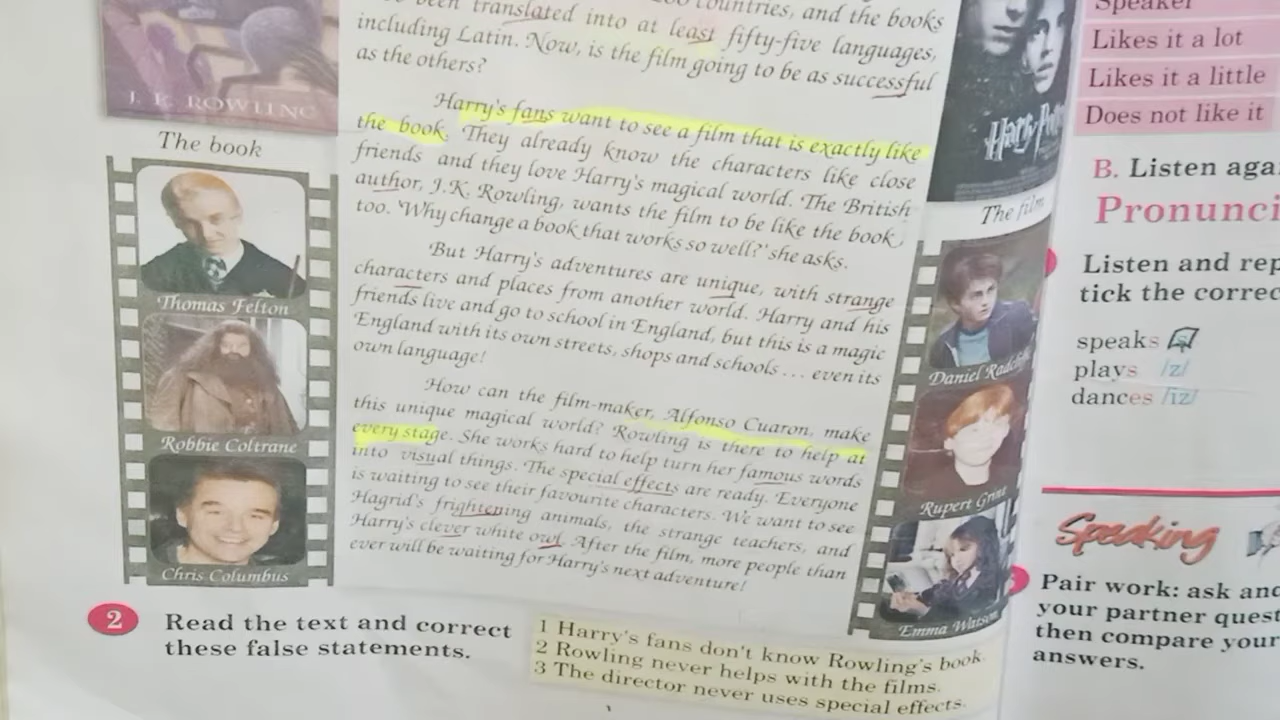 J. K. ROWLING
The book
Thomas Felton
Robbie Coltrane
Chris Columbus
been translated into at least fifty-five languages,
countries, and the books
including Latin. Now, is the film going to be as successful
as the others?
Harry's fans want to see a film that is exactly like
the book. They already know the characters like close
friends and they love Harry's magical world. The British
author, J.K. Rowling, wants the film to be like the book
too. 'Why change a book that works so well?' she asks.
But Harry's adventures are unique, with strange
characters and places from another world. Harry and his
friends live and go to school in England, but this is a magic
England with its own streets, shops and schools ... even its
own language!
How can the film-maker, Alfonso Cuaron, make
this unique magical world? Rowling is there to help at
every stage. She works hard to help turn her famous words
into visual things. The special effects are ready. Everyone
is waiting to see their favourite characters. We want to see
Hagrid's frightening animals, the strange teachers, and
Harry's clever white owl. After the film, more people than
ever will be waiting for Harry's next adventure!
Harry
The film
Daniel
Rupert
Emma Watson
2 Read the text and correct
these false statements.
1 Harry's fans don't know Rowling's book.
2 Rowling never helps with the films.
3 The director never uses special effects.
Speaker
Likes it a lot
Likes it a little
Does not like it
B. Listen
Listen and
tick the
speaks
plays /z/
dances /ɪz/
Speaking
Pair work: ask
your partner
then compare your
answers.